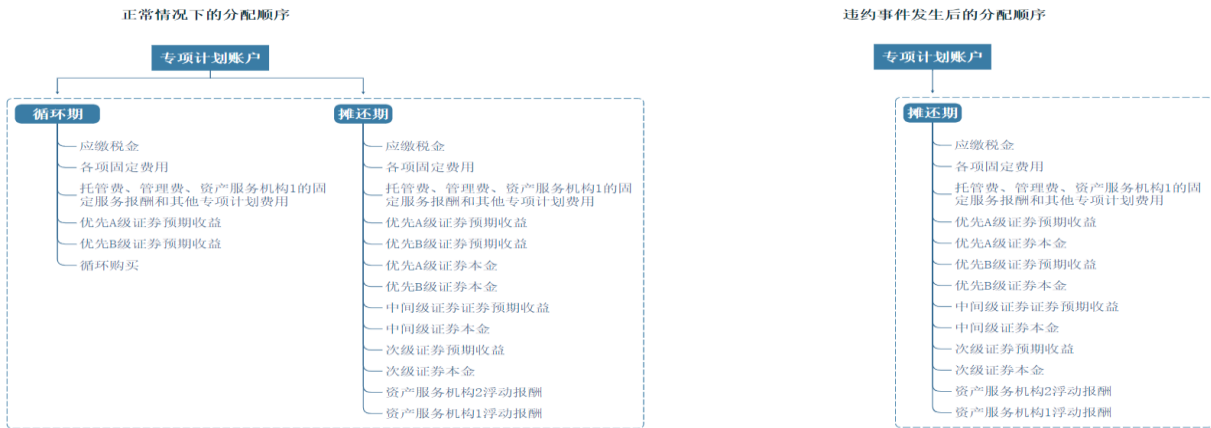 正常情况下的分配顺序
专项计划账户
循环期
应缴税金
各项固定费用
托管费、管理费、资产服务机构1的固
定服务报酬和其他专项计划费用
优先A级证券预期收益
优先B级证券预期收益
循环购买
摊还期
应缴税金
各项固定费用
托管费、管理费、资产服务机构1的固
定服务报酬和其他专项计划费用
优先A级证券预期收益
优先B级证券预期收益
优先A级证券本金
优先B级证券本金
中间级证券证券预期收益
中间级证券本金
次级证券预期收益
次级证券本金
资产服务机构2浮动报酬
资产服务机构1浮动报酬
违约事件发生后的分配顺序
专项计划账户
摊还期
应缴税金
各项固定费用
托管费、管理费、资产服务机构1的固
定服务报酬和其他专项计划费用
优先A级证券预期收益
优先A级证券本金
优先B级证券预期收益
优先B级证券本金
中间级证券证券预期收益
中间级证券本金
次级证券预期收益
次级证券本金
资产服务机构2浮动报酬
资产服务机构1浮动报酬